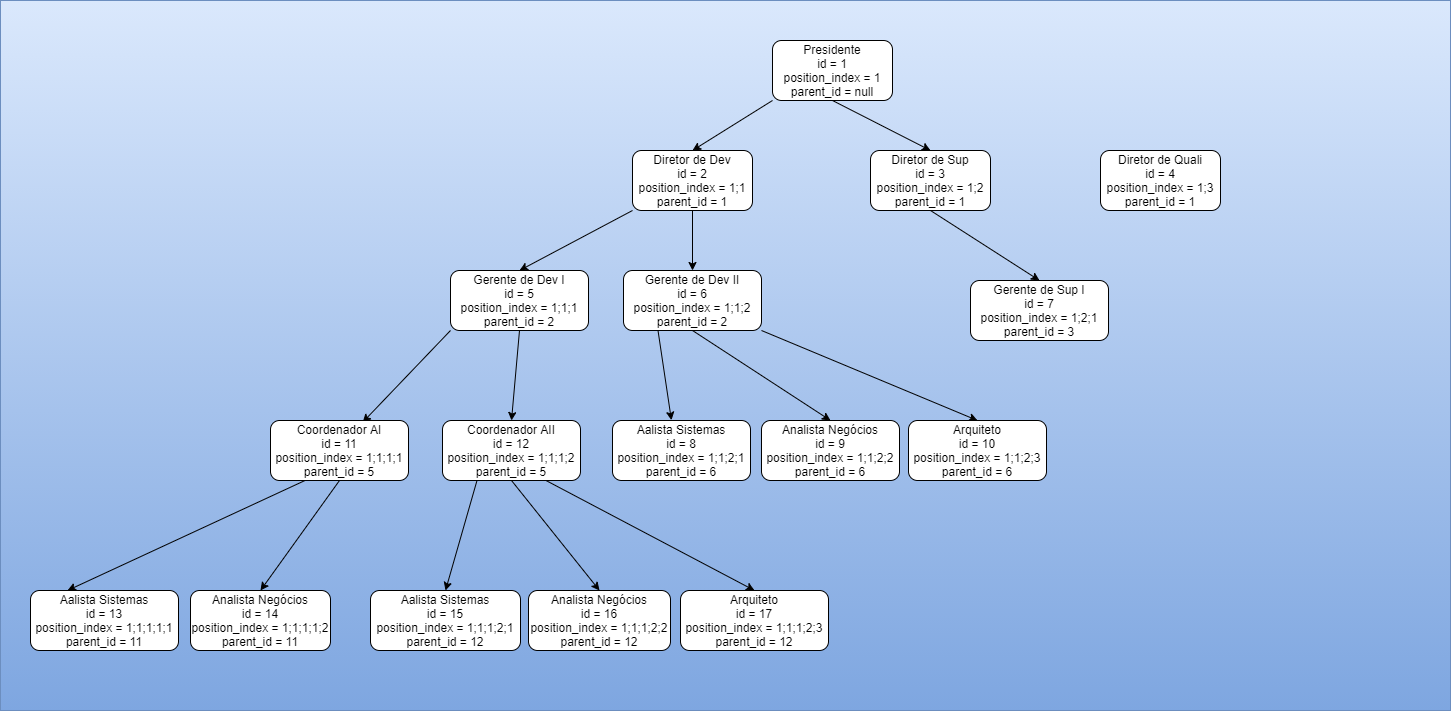 Presidente
id = 1
position_index = 1
parent_id = null
Diretor de Dev
id = 2
position_index = 1;1
parent_id = 1
Diretor de Sup
id = 3
position_index = 1;2
parent_id = 1
Diretor de Quali
id = 4
position_index = 1;3
parent_id = 1
Gerente de Dev I
id = 5
position_index = 1;1;1
parent_id = 2
Gerente de Dev II
id = 6
position_index = 1;1;2
parent_id = 2
Gerente de Sup I
id = 7
position_index = 1;2;1
parent_id = 3
Coordenador AI
id = 11
position_index = 1;1;1;1
parent_id = 5
Coordenador AII
id = 12
position_index = 1;1;1;2
parent_id = 5
Aalista Sistemas
id = 8
position_index = 1;1;2;1
parent_id = 6
Analista Negócios
id = 9
position_index = 1;1;2;2
parent_id = 6
Arquiteto
id = 10
position_index = 1;1;2;3
parent_id = 6
Aalista Sistemas
id = 13
position_index = 1;1;1;1;1
parent_id = 11
Analista Negócios
id = 14
position_index = 1;1;1;1;2
parent_id = 11
Aalista Sistemas
id = 15
position_index = 1;1;1;2;1
parent_id = 12
Analista Negócios
id = 16
position_index = 1;1;1;2;2
parent_id = 12
Arquiteto
id = 17
position_index = 1;1;1;2;3
parent_id = 12